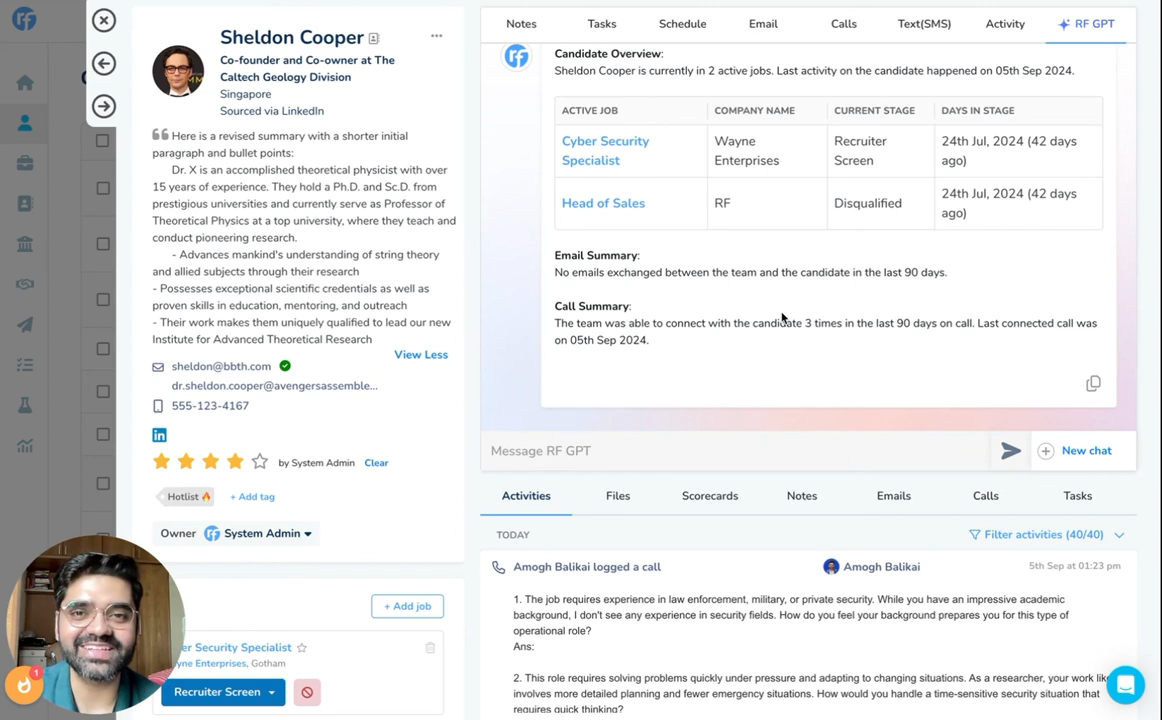 Sheldon Cooper
Co-founder and Co-owner at The
Caltech Geology Division
Singapore
Sourced via LinkedIn
Here is a revised summary with a shorter initial
paragraph and bullet points:
Dr. X is an accomplished theoretical physicist with over
15 years of experience. They hold a Ph.D. and Sc.D. from
prestigious universities and currently serve as Professor of
Theoretical Physics at a top university, where they teach and
conduct pioneering research.
- Advances mankind's understanding of string theory
and allied subjects through their research
- Possesses exceptional scientific credentials as well as
proven skills in education, mentoring, and outreach
- Their work makes them uniquely qualified to lead our new
Institute for Advanced Theoretical Research
View Less
sheldon@bbth.com
dr.sheldon.cooper@avengersassemble...
555-123-4167
by System Admin Clear
Hotlist + Add tag
Owner System Admin
+ Add job
er Security Specialist
yne Enterprises, Gotham
Recruiter Screen
1
Notes Tasks Schedule Email Calls Text(SMS) Activity RF GPT
Candidate Overview:
Sheldon Cooper is currently in 2 active jobs. Last activity on the candidate happened on 05th Sep 2024.
ACTIVE JOB COMPANY NAME CURRENT STAGE DAYS IN STAGE
Cyber Security Wayne Recruiter 24th Jul, 2024 (42 days
Specialist Enterprises Screen ago)
Head of Sales RF Disqualified 24th Jul, 2024 (42 days
ago)
Email Summary:
No emails exchanged between the team and the candidate in the last 90 days.
Call Summary:
The team was able to connect with the candidate 3 times in the last 90 days on call. Last connected call was
on 05th Sep 2024.
Message RF GPT New chat
Activities Files Scorecards Notes Emails Calls Tasks
TODAY Filter activities (40/40)
Amogh Balikai logged a call Amogh Balikai 5th Sep at 01:23 pm
1. The job requires experience in law enforcement, military, or private security. While you have an impressive academic
background, I don't see any experience in security fields. How do you feel your background prepares you for this type of
operational role?
Ans:
2. This role requires solving problems quickly under pressure and adapting to changing situations. As a researcher, your work
involves more detailed planning and fewer emergency situations. How would you handle a time-sensitive security situation that
requires quick thinking?